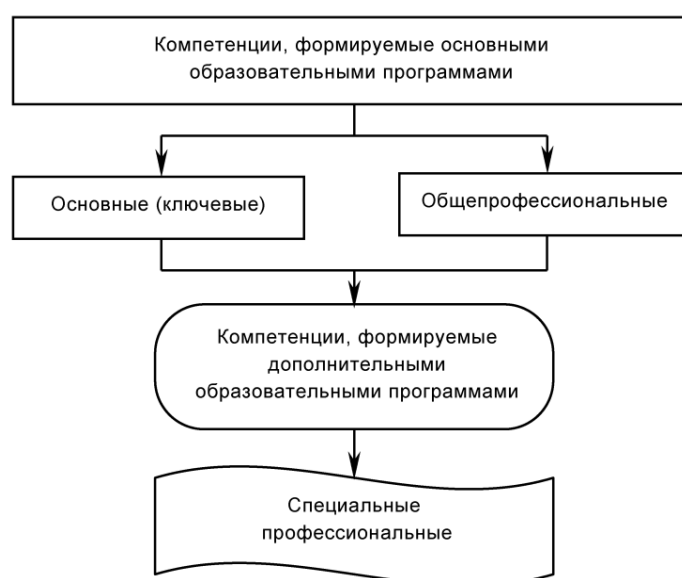 Компетенции, формируемые основными
образовательными программами
Основные (ключевые)
Общепрофессиональные
Компетенции, формируемые
дополнительными
образовательными программами
Специальные
профессиональные